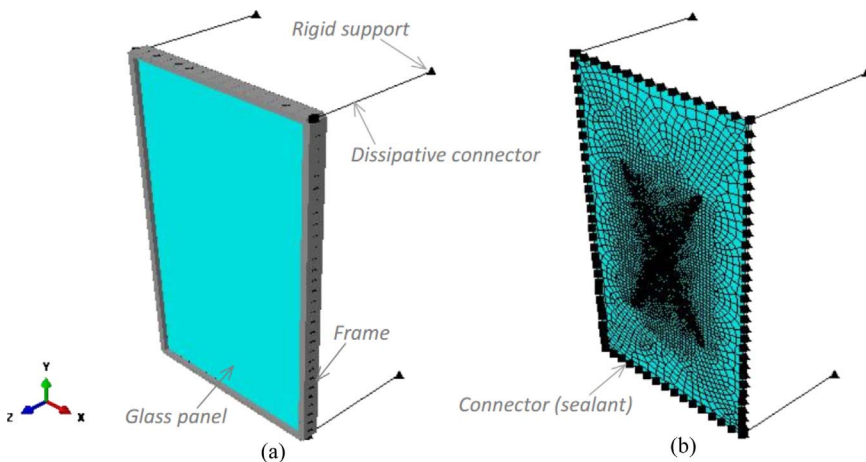 Rigid support
Dissipative connector
Frame
Glass panel
Connector (sealant)
Y
Z
X
(a)
(b)